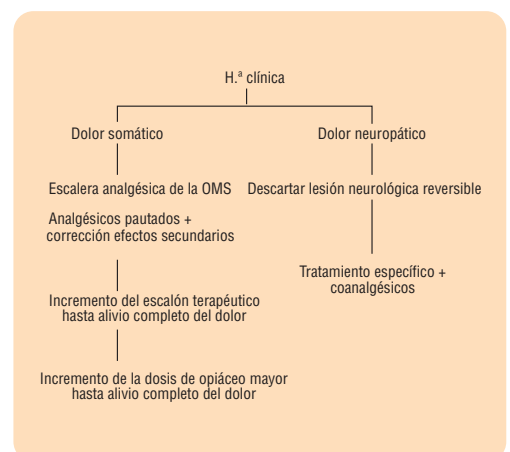 H.ª clínica
Dolor somático
Dolor neuropático
Escalera analgésica de la OMS
Descartar lesión neurológica reversible
Analgésicos pautados +
corrección efectos secundarios
Tratamiento específico +
coanalgésicos
Incremento del escalón terapéutico
hasta alivio completo del dolor
Incremento de la dosis de opiáceo mayor
hasta alivio completo del dolor